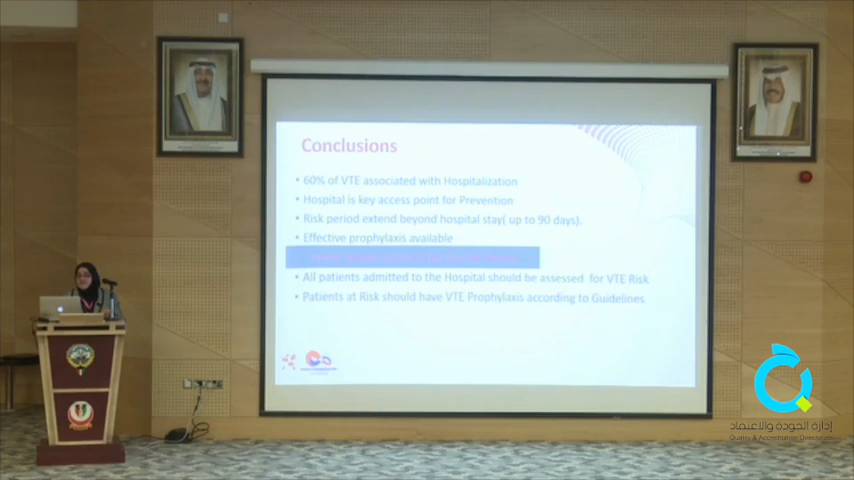 Conclusions
• 60% of VTE associated with Hospitalization
• Hospital is key access point for Prevention
• Risk period extend beyond hospital stay( up to 90 days).
• Effective prophylaxis available
• All patients admitted to the Hospital should be assessed for VTE Risk
• Patients at Risk should have VTE Prophylaxis according to Guidelines
إدارة الجودة والاعتماد
Quality & Accreditation Directorate